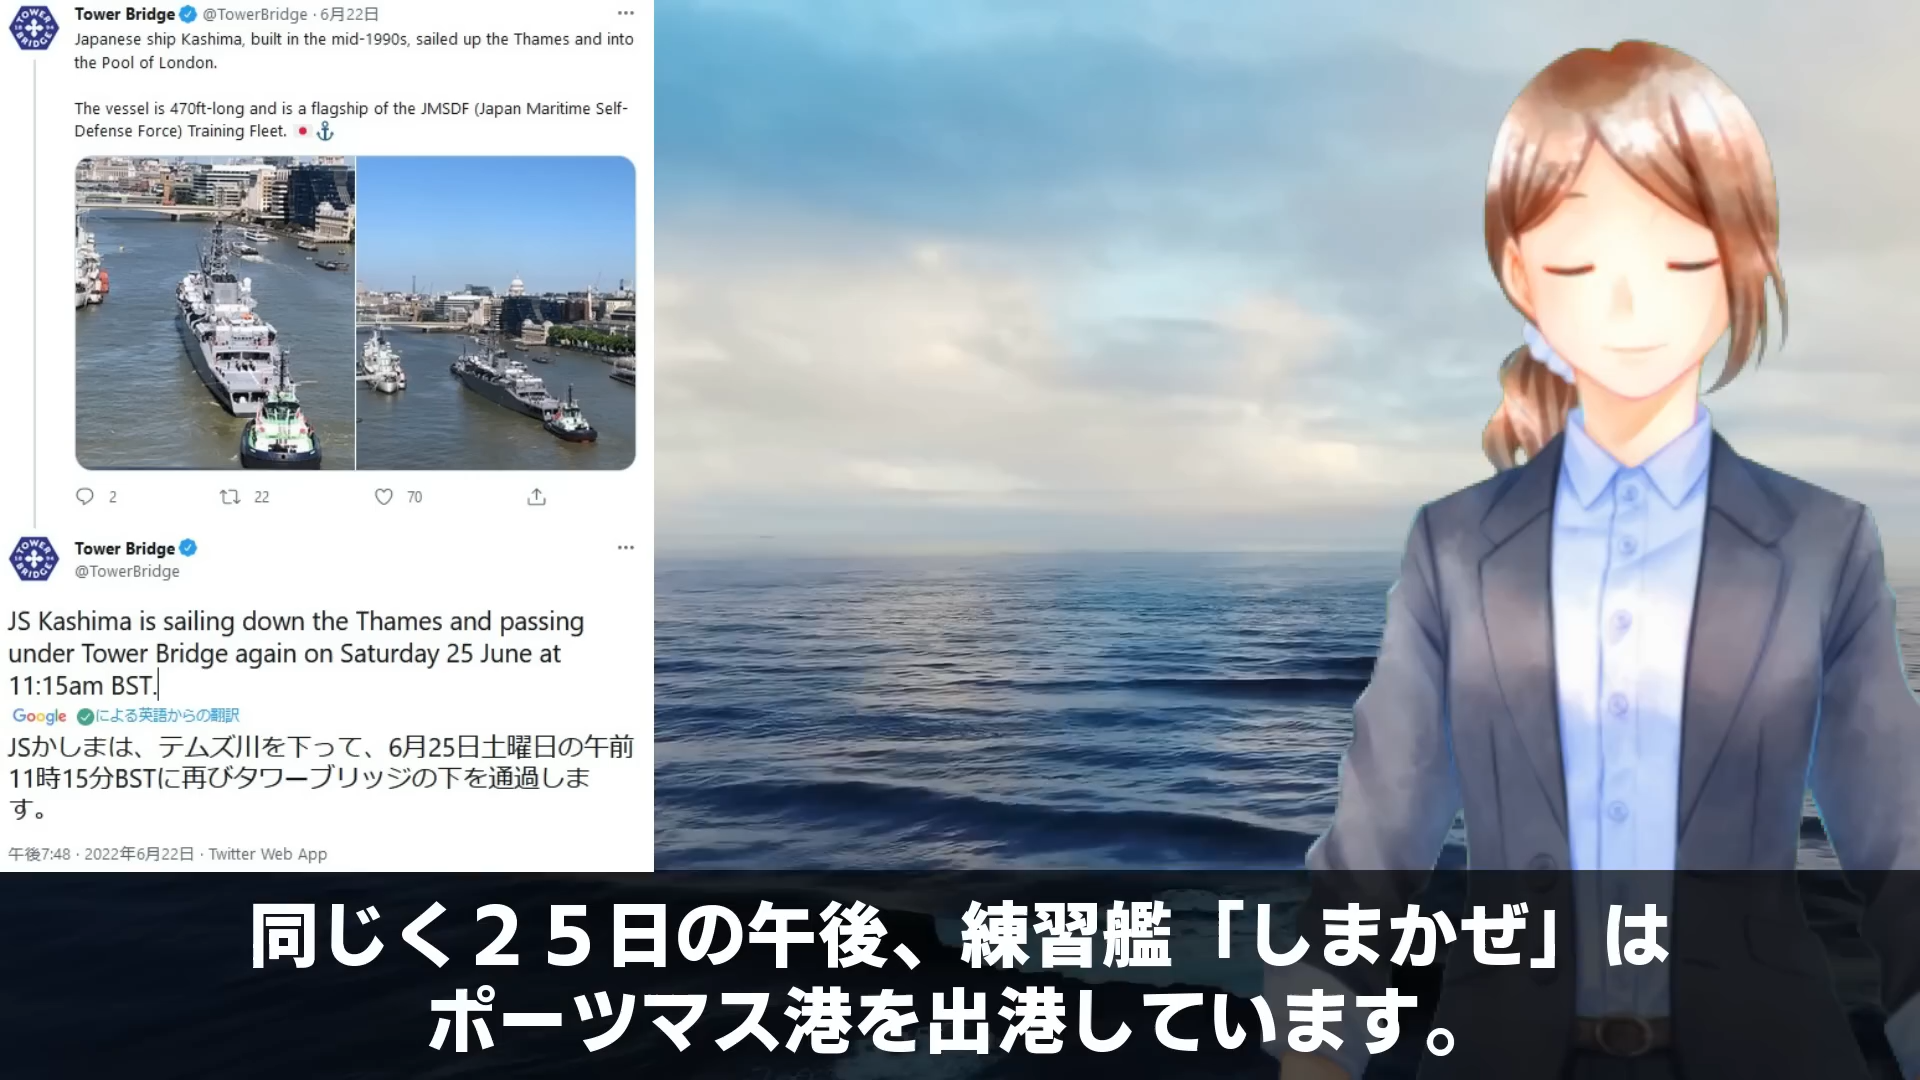 Tower Bridge @TowerBridge · 6月22日
Japanese ship Kashima, built in the mid-1990s, sailed up the Thames and into
the Pool of London.
The vessel is 470ft-long and is a flagship of the JMSDF (Japan Maritime Self-
Defense Force) Training Fleet.
2 22 70
Tower Bridge
@TowerBridge
JS Kashima is sailing down the Thames and passing
under Tower Bridge again on Saturday 25 June at
11:15am BST.
Google による英語からの翻訳
JSかしまは、テムズ川を下って、6月25日土曜日の午前
11時15分BSTに再びタワーブリッジの下を通過しま
す。
午後7:48 · 2022年6月22日 · Twitter Web App
同じく２５日の午後、練習艦「しまかぜ」は
ポーツマス港を出港しています。
TOWER
BRIDGE
TOWER
BRIDGE